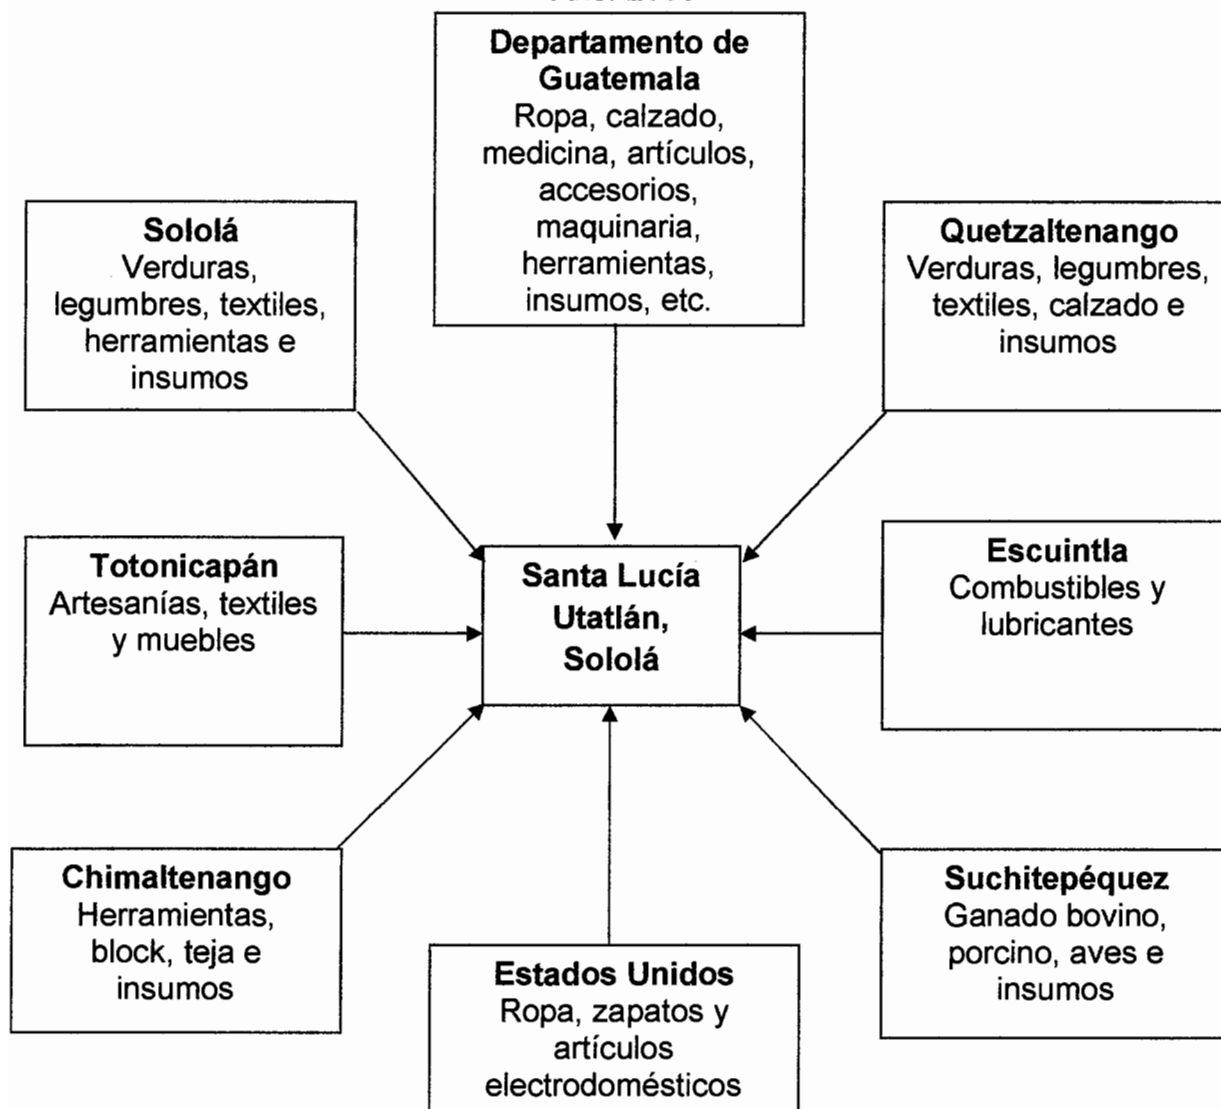 Departamento de
Guatemala
Ropa, calzado,
medicina, artículos,
accesorios,
maquinaria,
herramientas,
insumos, etc.
Sololá
Verduras,
legumbres, textiles,
herramientas e
insumos
Quetzaltenango
Verduras, legumbres,
textiles, calzado e
insumos
Totonicapán
Artesanías, textiles
y muebles
Santa Lucía
Utatlán,
Sololá
Escuintla
Combustibles y
lubricantes
Chimaltenango
Herramientas,
block, teja e
insumos
Estados Unidos
Ropa, zapatos y
artículos
electrodomésticos
Suchitepéquez
Ganado bovino,
porcino, aves e
insumos